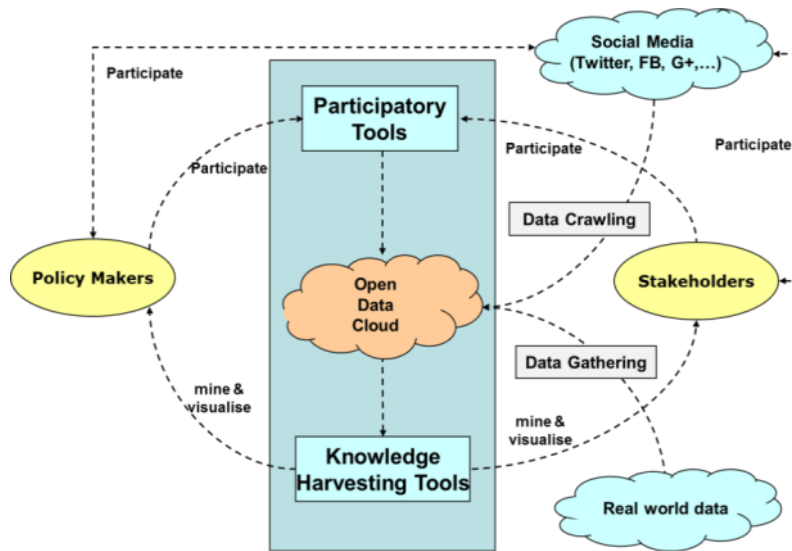 Social Media
(Twitter, FB, G+,...)
Participate
Participatory
Tools
Participate
Participate
Participate
Data Crawling
Policy Makers
Open
Data
Cloud
Stakeholders
Data Gathering
mine &
visualise
mine &
visualise
Knowledge
Harvesting Tools
Real world data